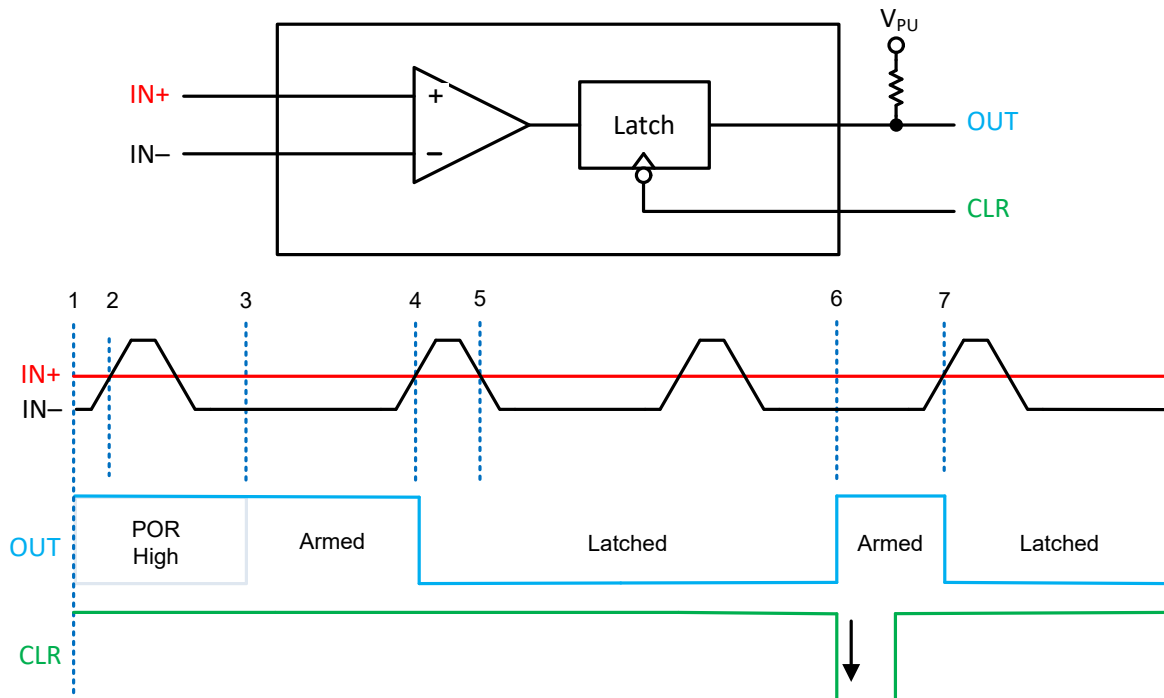 VPU
IN+
+
Latch
OUT
IN–
–
CLR
1 2 3 4 5 6 7
IN+
IN–
POR
High
Armed
Latched
Armed
Latched
OUT
CLR